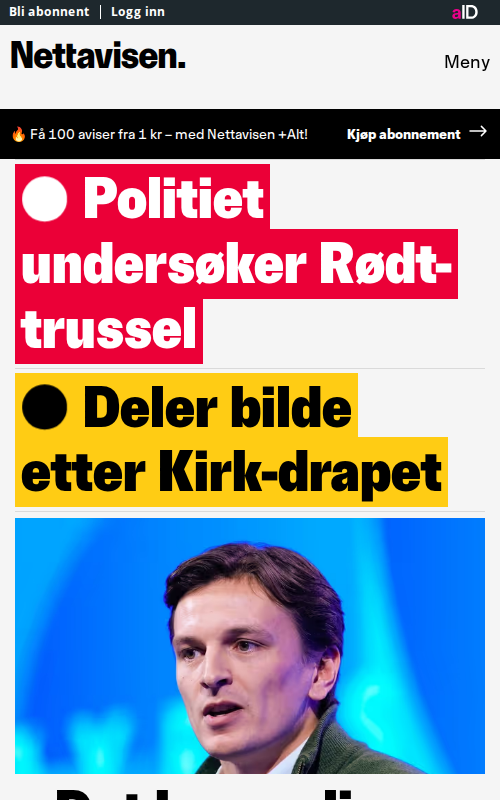 Bli abonnent | Logg inn aID
Nettavisen.
Meny
🔥 Få 100 aviser fra 1 kr – med Nettavisen +Alt! Kjøp abonnement →
Politiet
undersøker Rødt-
trussel
Deler bilde
etter Kirk-drapet